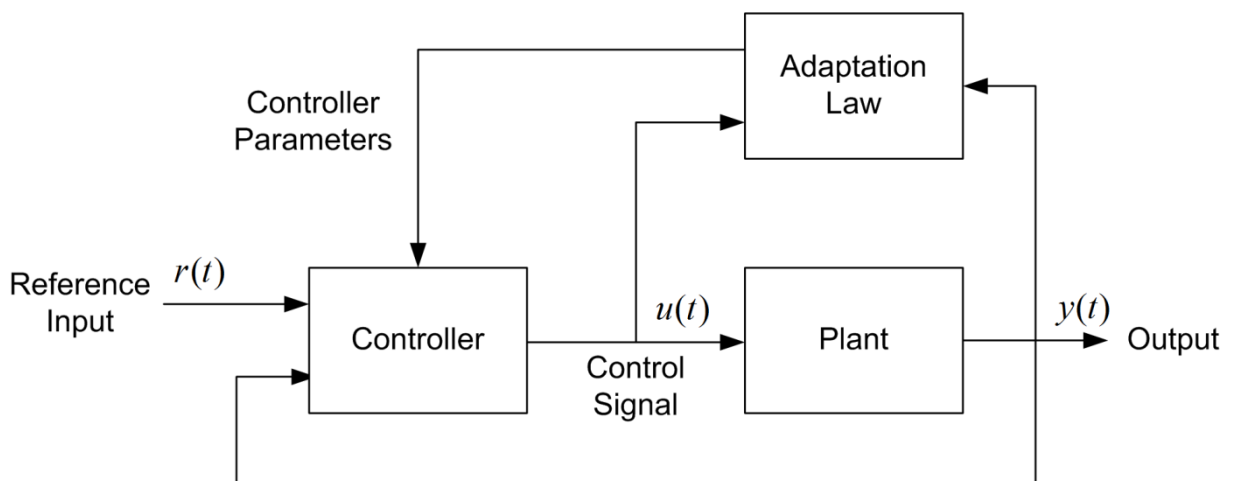 Adaptation
Law
Controller
Parameters
Reference
Input
r(t)
Controller
u(t)
Control
Signal
Plant
y(t)
Output